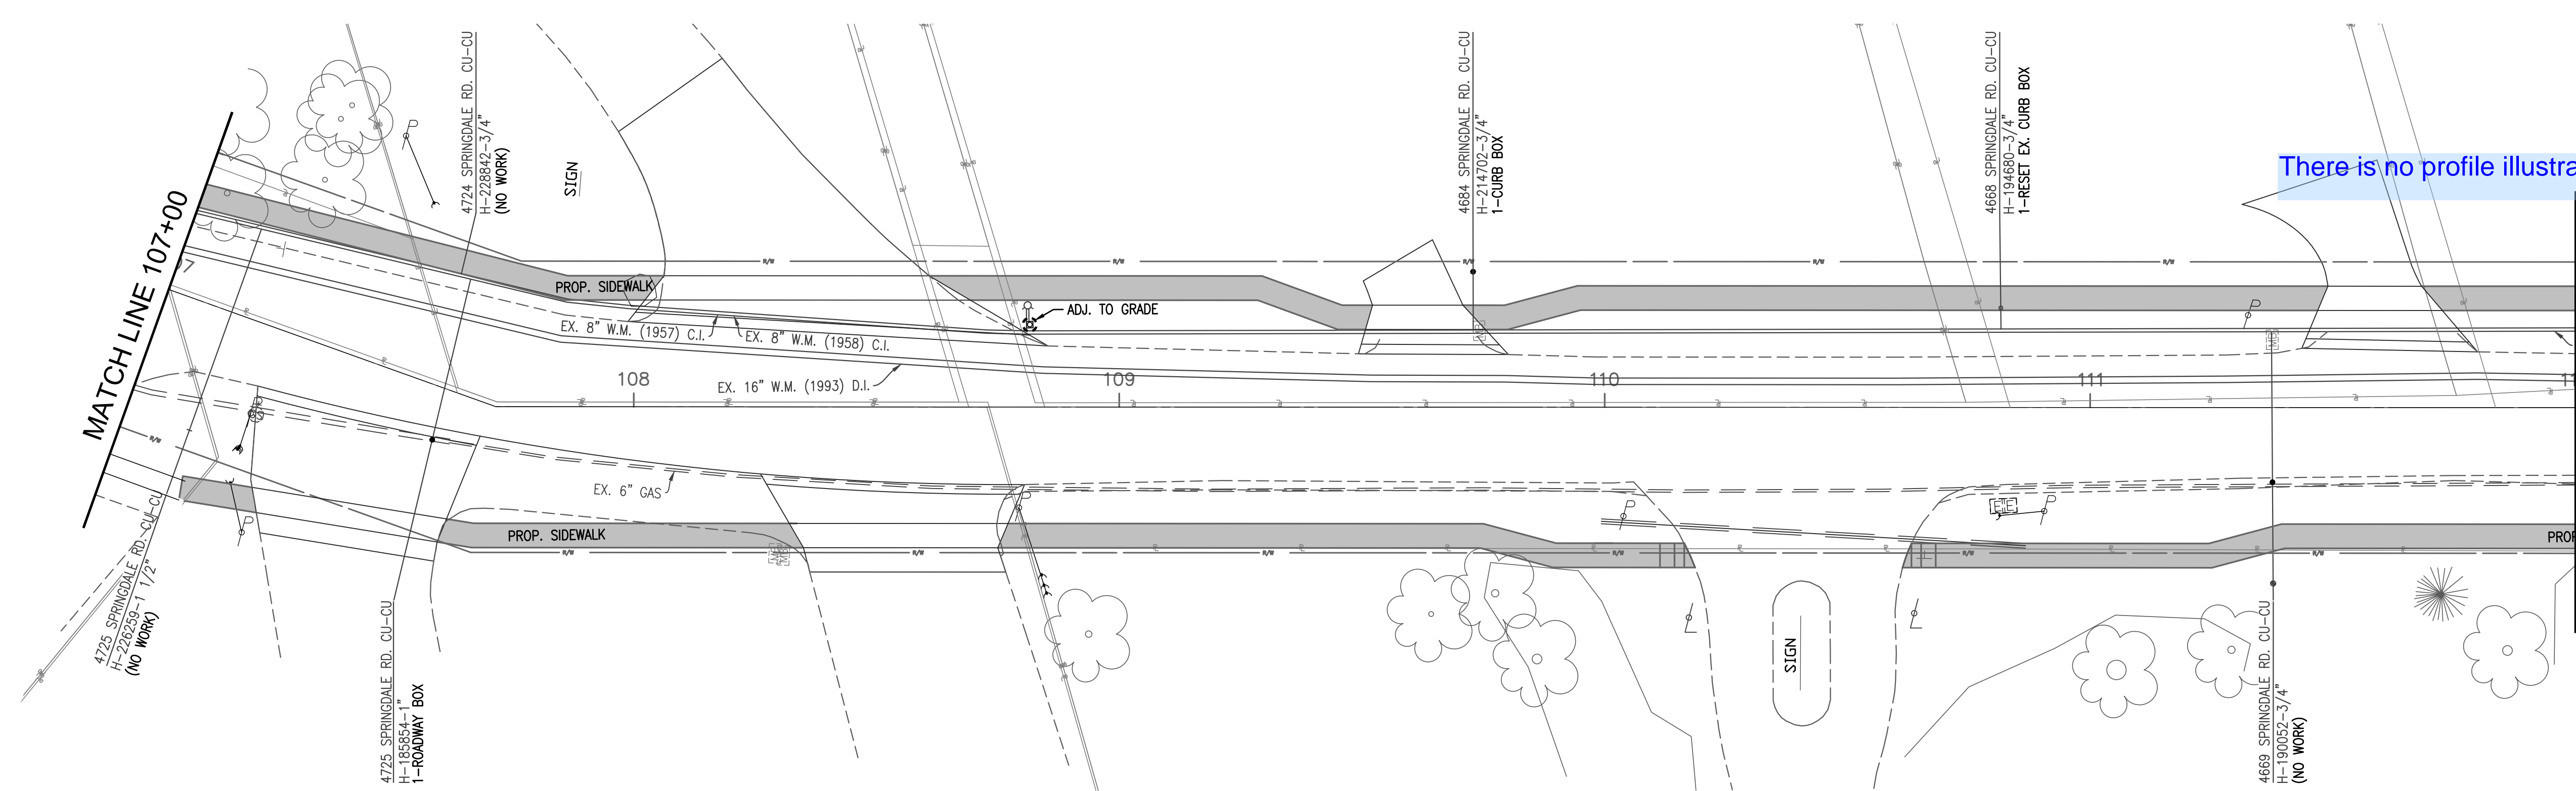 4724 SPRINGDALE RD. CU-CU
H-228842-3/4"
(NO WORK)
SIGN
4684 SPRINGDALE RD. CU-CU
H-214702-3/4"
1-CURB BOX
4668 SPRINGDALE RD. CU-CU
H-194680-3/4"
1-RESET EX. CURB BOX
There is no profile illustra
MATCH LINE 107+00
R/W
R/W
R/W
R/W
R/W
PROP. SIDEWALK
ADJ. TO GRADE
EX. 8" W.M. (1957) C.I.
EX. 8" W.M. (1958) C.I.
EX. 16" W.M. (1993) D.I.
108
109
110
111
R/W
EX. 6" GAS
PROP. SIDEWALK
R/W
R/W
R/W
R/W
R/W
R/W
E
E
PROP
4725 SPRINGDALE RD. CU-CU
H-226259-1 1/2"
(NO WORK)
4725 SPRINGDALE RD. CU-CU
H-185854-1"
1-ROADWAY BOX
SIGN
4669 SPRINGDALE RD. CU-CU
H-190052-3/4"
(NO WORK)